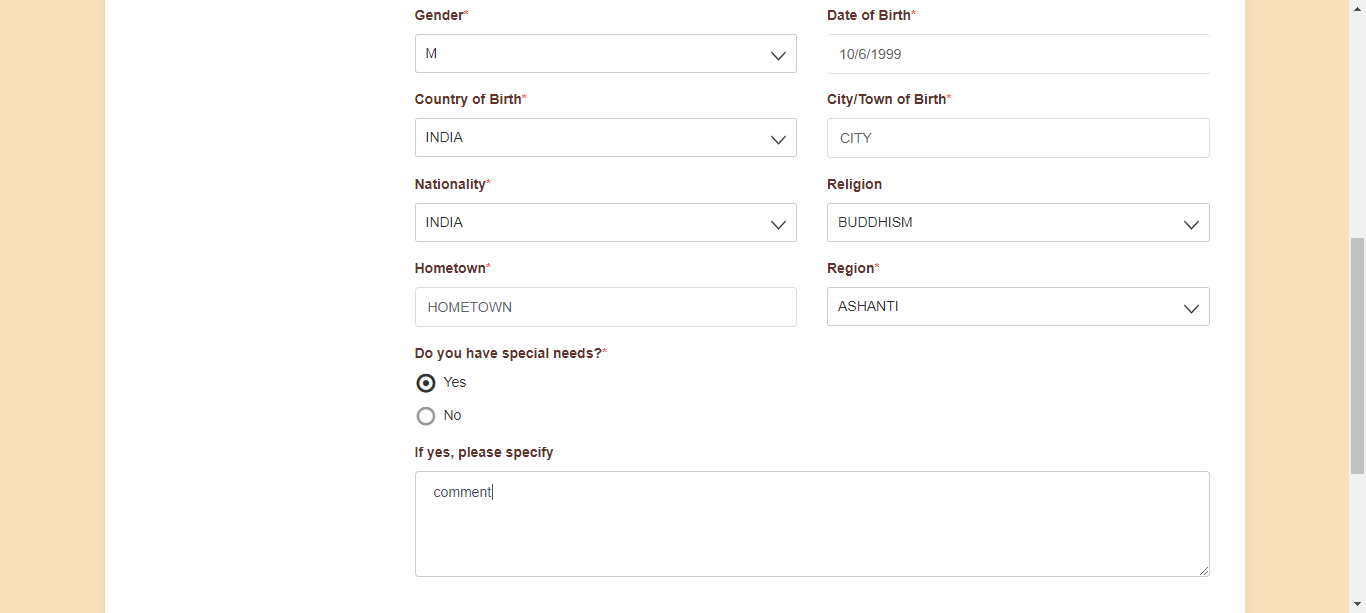 Gender* Date of Birth*
M 10/6/1999
Country of Birth* City/Town of Birth*
INDIA CITY
Nationality* Religion
INDIA BUDDHISM
Hometown* Region*
HOMETOWN ASHANTI
Do you have special needs?*
Yes
No
If yes, please specify
comment